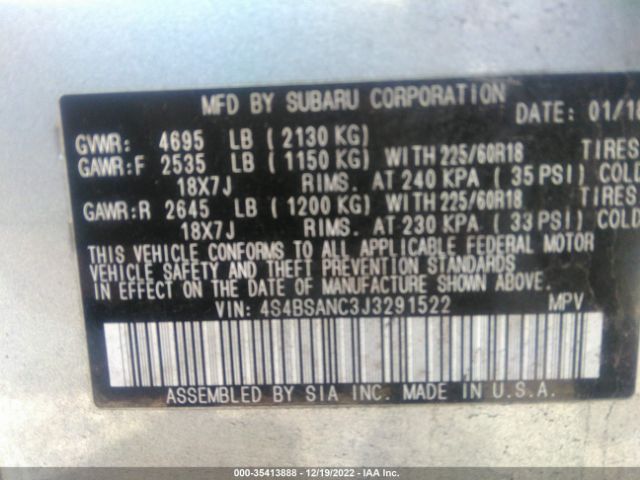 MFD BY SUBARU CORPORATION DATE: 01/18
GVWR: 4695 LB ( 2130 KG)
GAWR:F 2535 LB ( 1150 KG) WITH 225/60R18 TIRES
18X7J RIMS. AT 240 KPA ( 35 PSI) COLD
GAWR:R 2645 LB ( 1200 KG) WITH 225/60R18 TIRES
18X7J RIMS. AT 230 KPA ( 33 PSI) COLD
THIS VEHICLE CONFORMS TO ALL APPLICABLE FEDERAL MOTOR
VEHICLE SAFETY AND THEFT PREVENTION STANDARDS
IN EFFECT ON THE DATE OF MANUFACTURE SHOWN ABOVE.
VIN: 4S4BSANC3J3291522 MPV
ASSEMBLED BY SIA INC. MADE IN U.S.A.
000-35413888 - 12/19/2022 - IAA Inc.